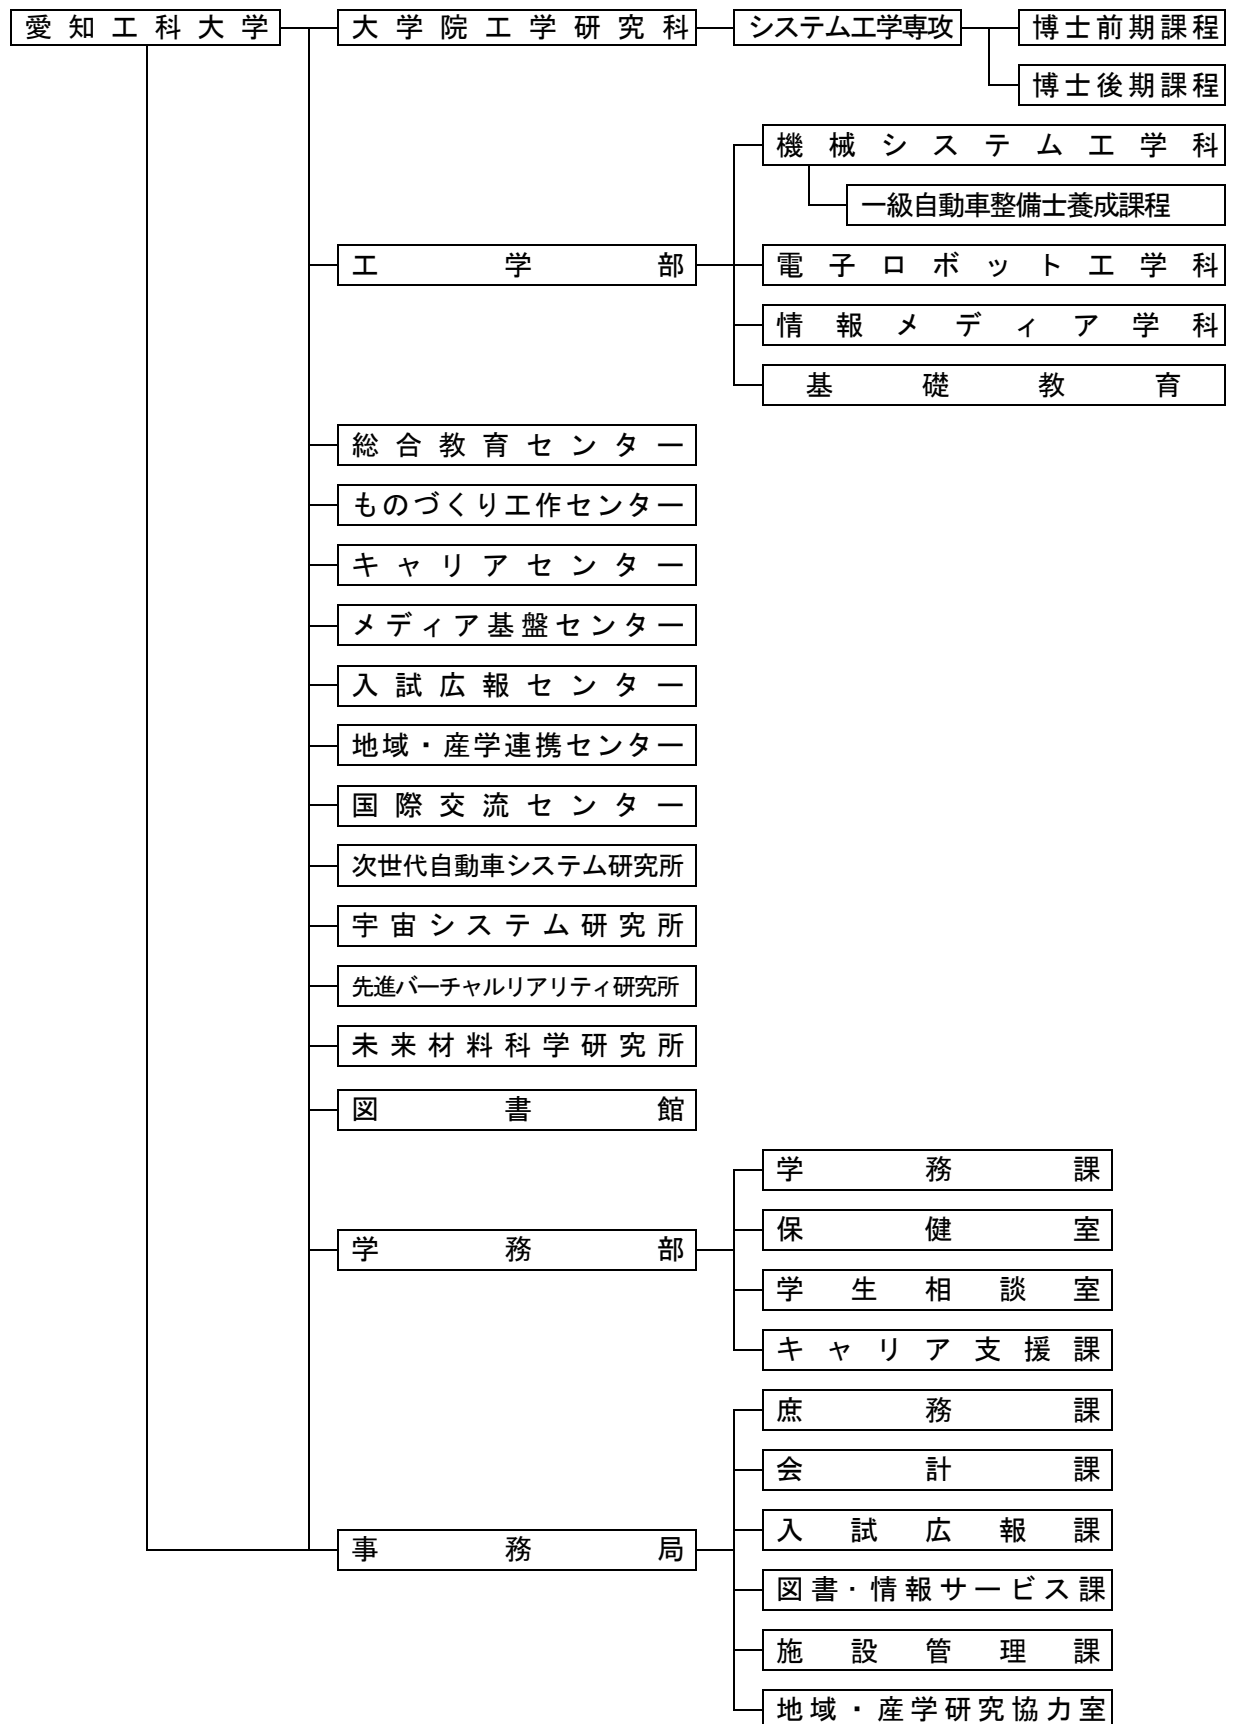 愛知工科大学
大学院工学研究科
システム工学専攻
博士前期課程
博士後期課程
機械システム工学科
一級自動車整備士養成課程
工学部
電子ロボット工学科
情報メディア学科
基礎教育
総合教育センター
ものづくり工作センター
キャリアセンター
メディア基盤センター
入試広報センター
地域・産学連携センター
国際交流センター
次世代自動車システム研究所
宇宙システム研究所
先進バーチャルリアリティ研究所
未来材料科学研究所
図書館
学務課
保健室
学務部
学生相談室
キャリア支援課
庶務課
会計課
入試広報課
事務局
図書・情報サービス課
施設管理課
地域・産学研究協力室